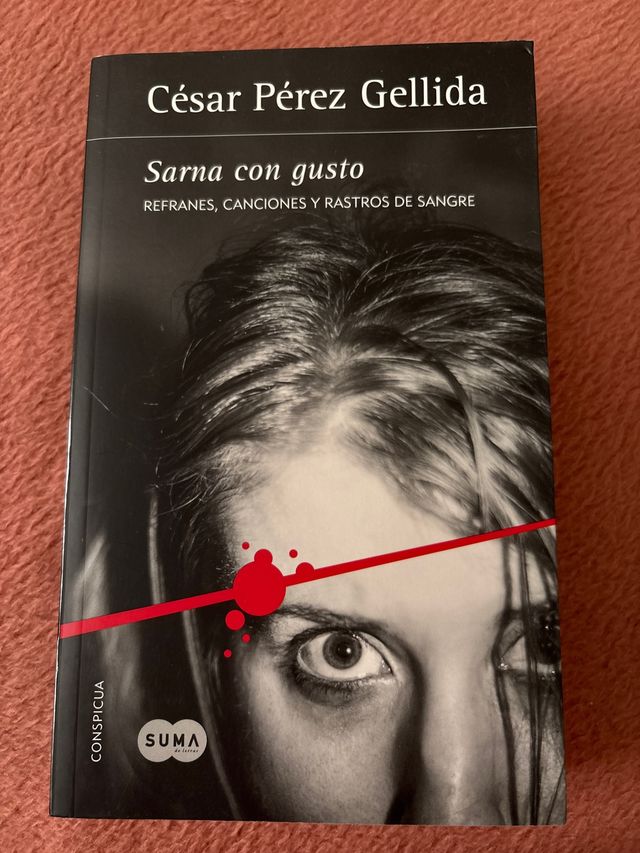 César Pérez Gellida
Sarna con gusto
REFRANES, CANCIONES Y RASTROS DE SANGRE
CONSPICUA
SUMA
de letras